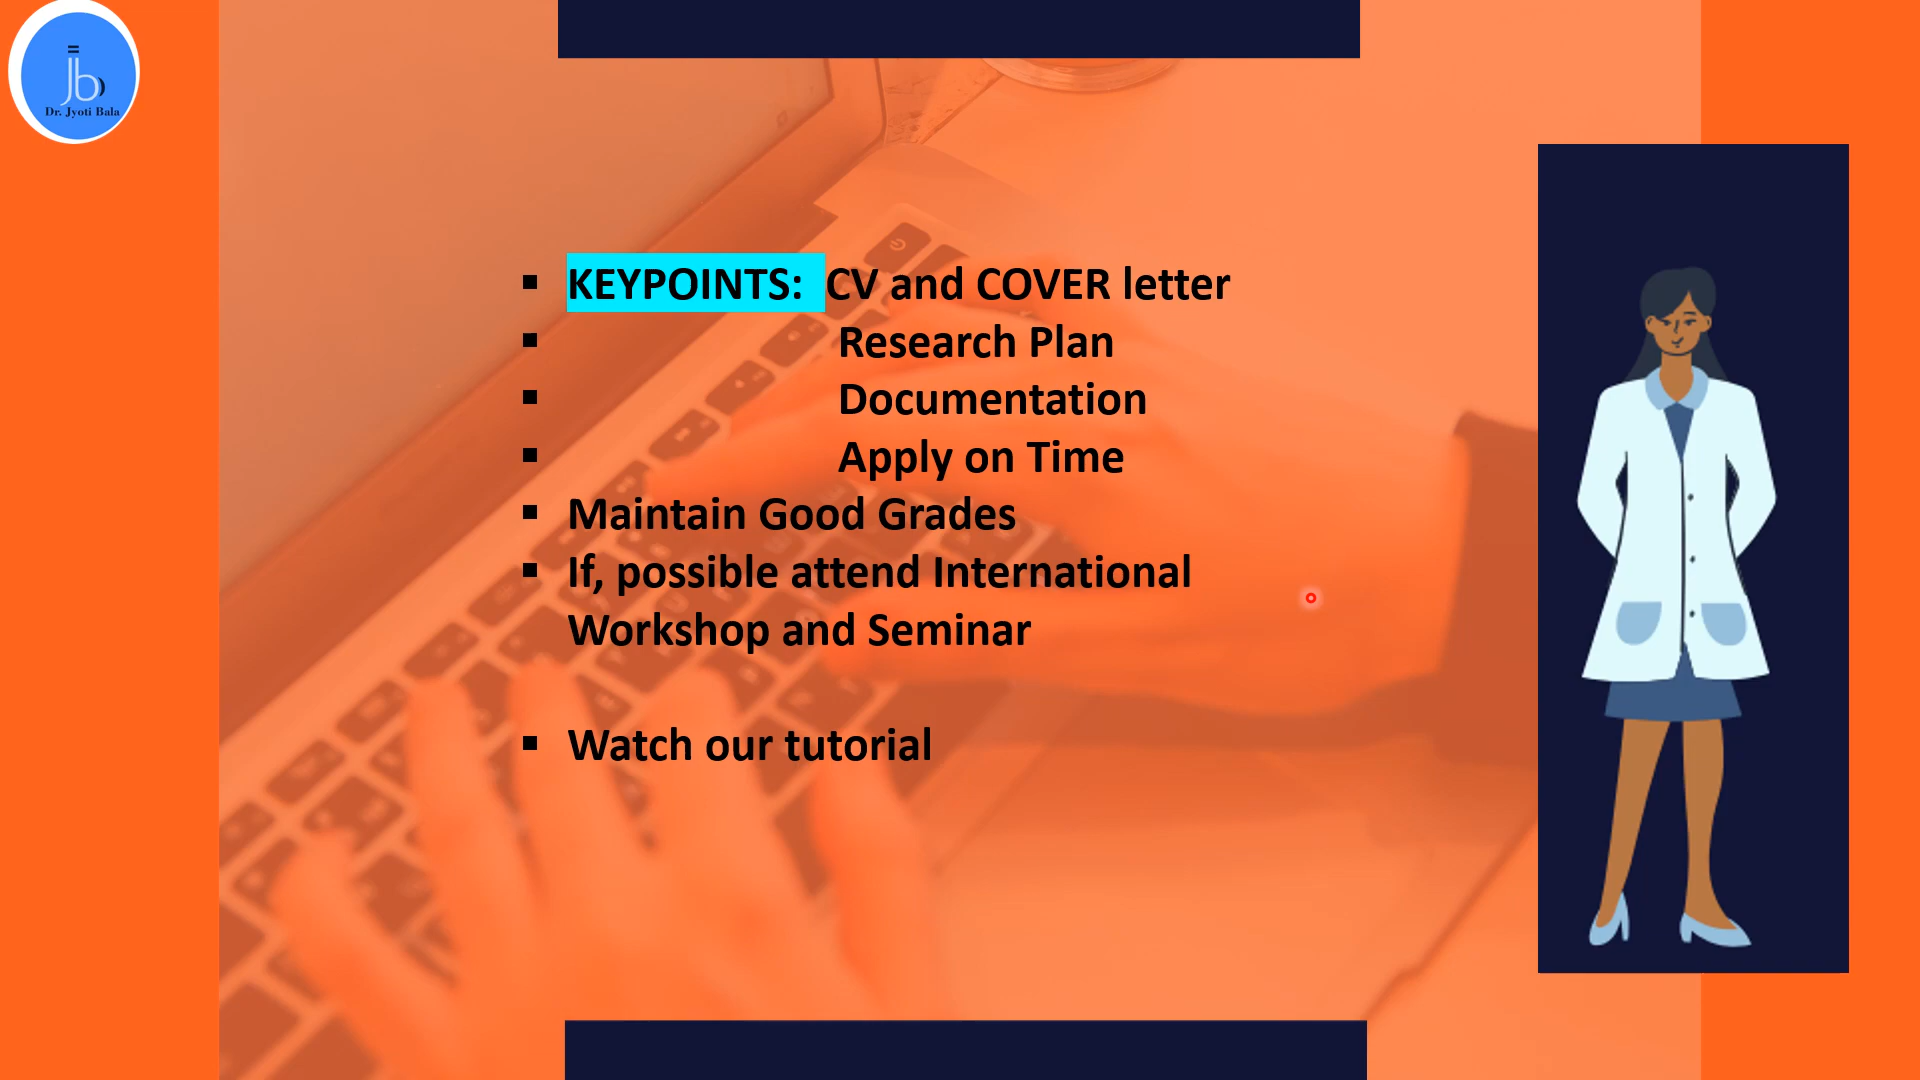 Dr. Jyoti Bala
▪ KEYPOINTS: CV and COVER letter
▪ Research Plan
▪ Documentation
▪ Apply on Time
▪ Maintain Good Grades
▪ If, possible attend International
Workshop and Seminar
▪ Watch our tutorial